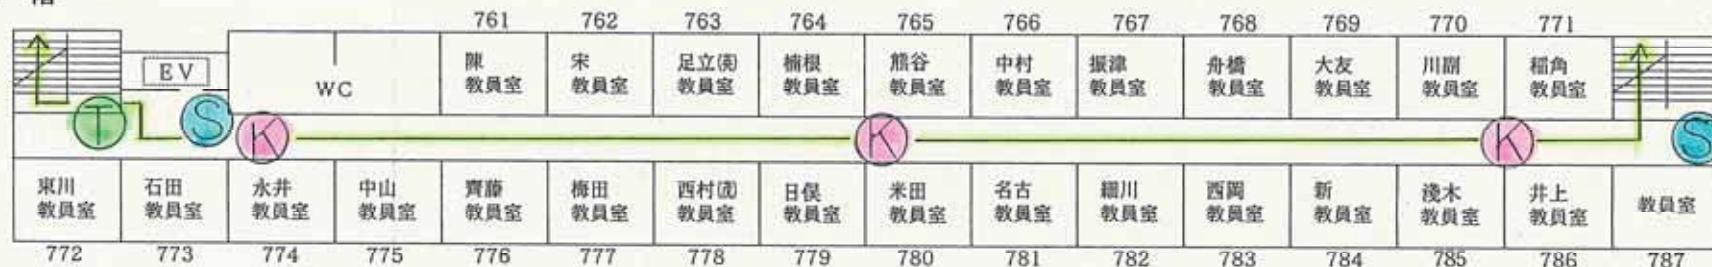 階
761 762 763 764 765 766 767 768 769 770 771
EV
WC
陳
教員室
宋
教員室
足立(英)
教員室
楠根
教員室
熊谷
教員室
中村
教員室
振津
教員室
舟橋
教員室
大友
教員室
川副
教員室
稲角
教員室
T S K K K S
東川
教員室
石田
教員室
永井
教員室
中山
教員室
齊藤
教員室
梅田
教員室
西村
教員室
日俣
教員室
米田
教員室
名古
教員室
細川
教員室
西岡
教員室
新
教員室
淺木
教員室
井上
教員室
教員室
772 773 774 775 776 777 778 779 780 781 782 783 784 785 786 787